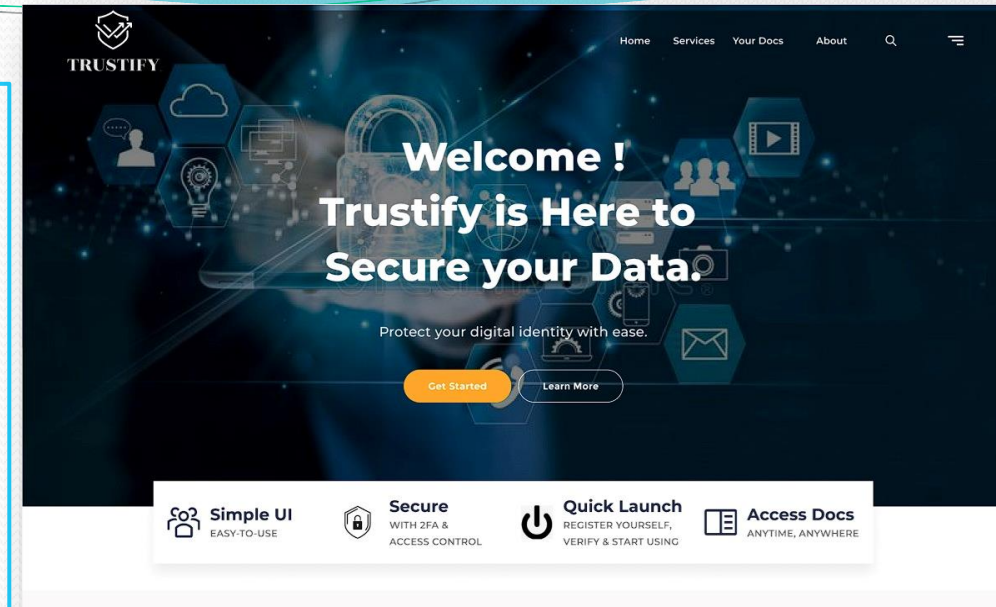 TRUSTIFY
Home Services Your Docs About
Welcome !
Trustify is Here to
Secure your Data.
Protect your digital identity with ease.
Get Started Learn More
Simple UI
EASY-TO-USE
Secure
WITH 2FA &
ACCESS CONTROL
Quick Launch
REGISTER YOURSELF,
VERIFY & START USING
Access Docs
ANYTIME, ANYWHERE